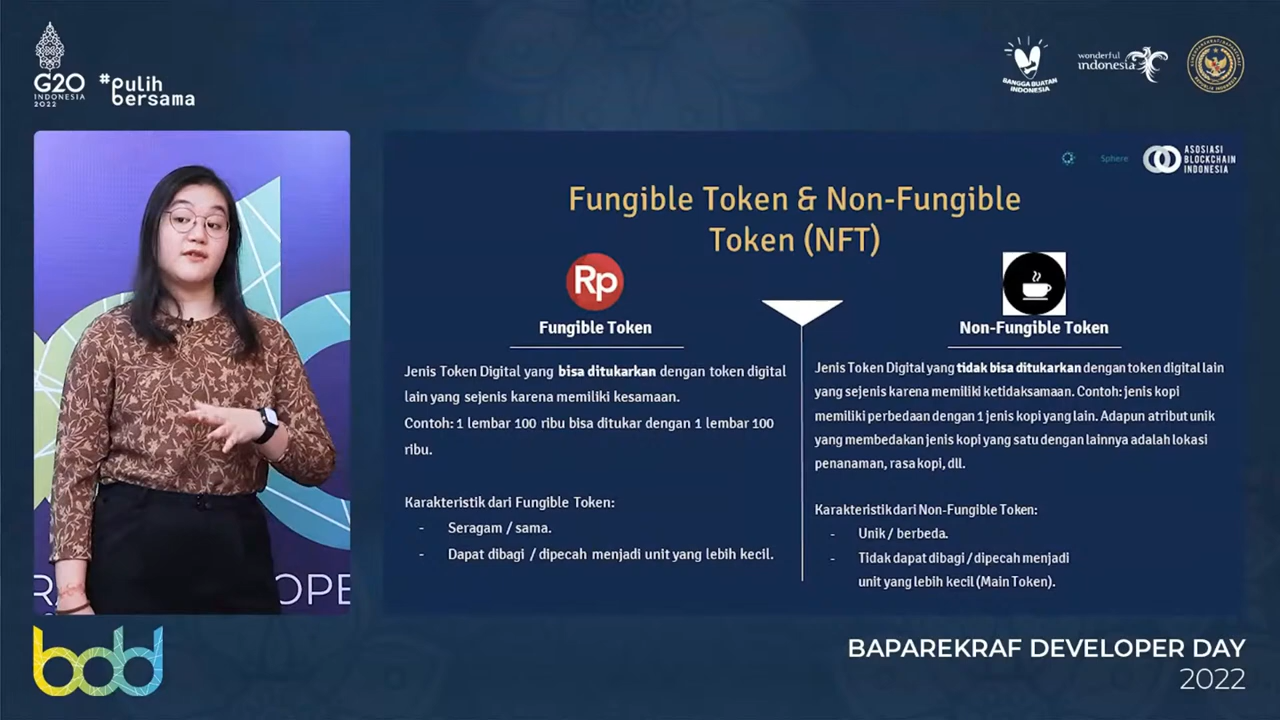 G20
INDONESIA
2022
#pulih
bersama
BANGGA BUATAN
INDONESIA
wonderful
indonesia
Sphere
ASOSIASI
BLOCKCHAIN
INDONESIA
Fungible Token & Non-Fungible
Token (NFT)
Rp
Fungible Token
Jenis Token Digital yang bisa ditukarkan dengan token digital
lain yang sejenis karena memiliki kesamaan.
Contoh: 1 lembar 100 ribu bisa ditukar dengan 1 lembar 100
ribu.
Karakteristik dari Fungible Token:
- Seragam / sama.
- Dapat dibagi / dipecah menjadi unit yang lebih kecil.
Non-Fungible Token
Jenis Token Digital yang tidak bisa ditukarkan dengan token digital lain
yang sejenis karena memiliki ketidaksamaan. Contoh: jenis kopi
memiliki perbedaan dengan 1 jenis kopi yang lain. Adapun atribut unik
yang membedakan jenis kopi yang satu dengan lainnya adalah lokasi
penanaman, rasa kopi, dll.
Karakteristik dari Non-Fungible Token:
- Unik / berbeda.
- Tidak dapat dibagi / dipecah menjadi
unit yang lebih kecil (Main Token).
OPE
bdd
BAPAREKRAF DEVELOPER DAY
2022